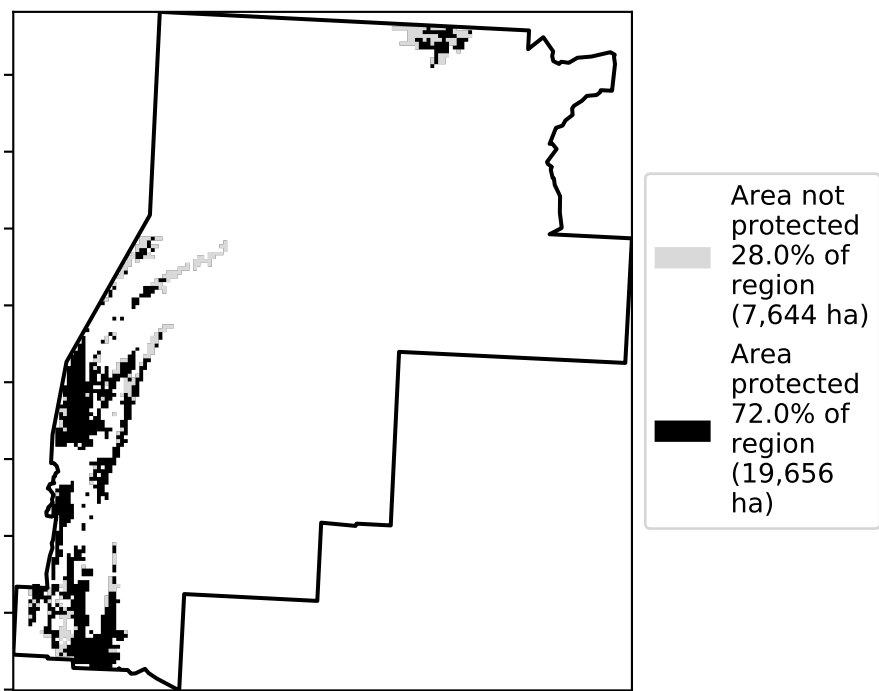 Area not
protected
28.0% of
region
(7,644 ha)
Area
protected
72.0% of
region
(19,656
ha)